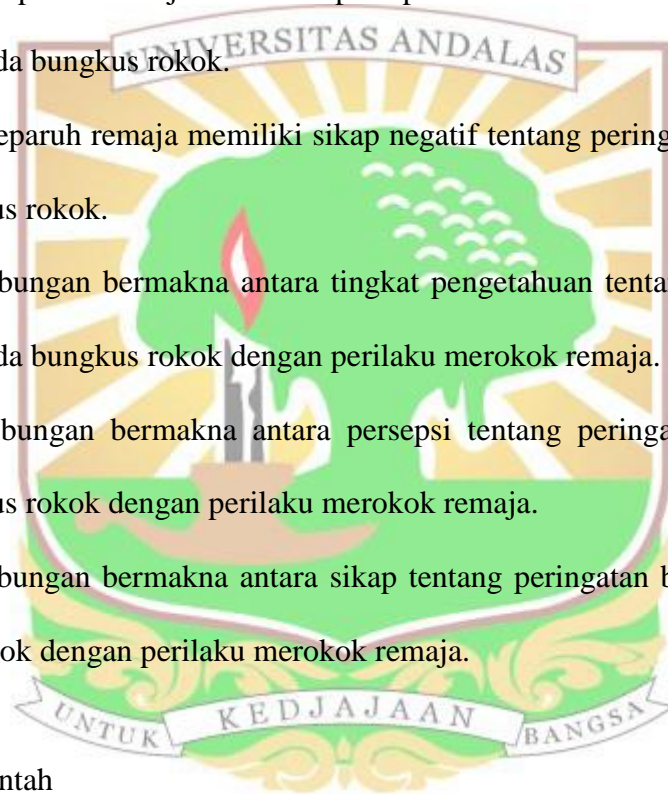 UNIVERSITAS ANDALAS
da bungkus rokok.
eparuh remaja memiliki sikap negatif tentang pering
us rokok.
bungan bermakna antara tingkat pengetahuan tenta
da bungkus rokok dengan perilaku merokok remaja.
bungan bermakna antara persepsi tentang peringa
us rokok dengan perilaku merokok remaja.
bungan bermakna antara sikap tentang peringatan b
ok dengan perilaku merokok remaja.
UNTUK KEDJAJAAN BANGSA
ntah